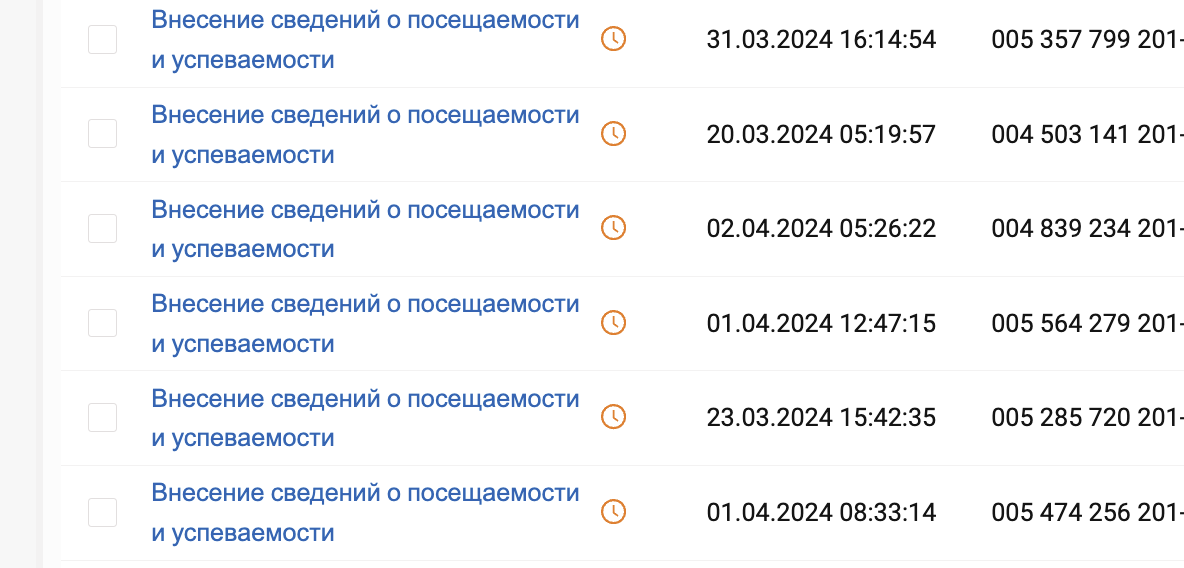 Внесение сведений о посещаемости
и успеваемости
31.03.2024 16:14:54
005 357 799 201-
Внесение сведений о посещаемости
и успеваемости
20.03.2024 05:19:57
004 503 141 201-
Внесение сведений о посещаемости
и успеваемости
02.04.2024 05:26:22
004 839 234 201-
Внесение сведений о посещаемости
и успеваемости
01.04.2024 12:47:15
005 564 279 201-
Внесение сведений о посещаемости
и успеваемости
23.03.2024 15:42:35
005 285 720 201-
Внесение сведений о посещаемости
и успеваемости
01.04.2024 08:33:14
005 474 256 201-